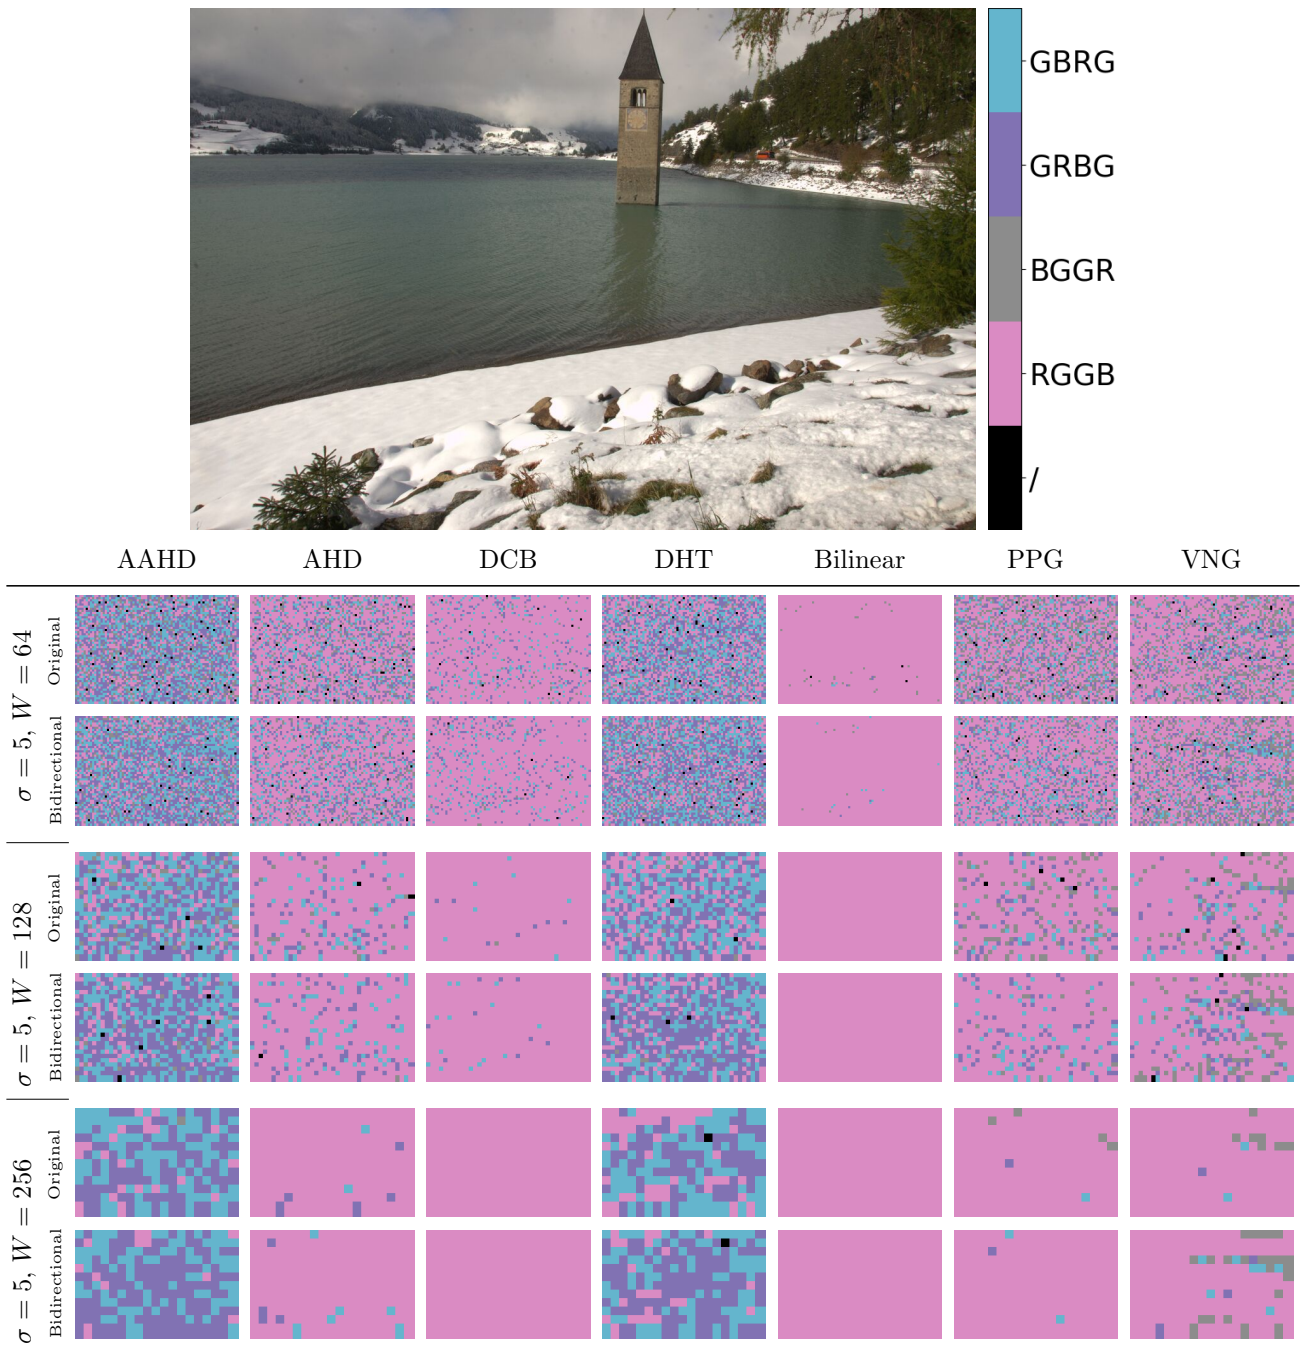 GBRG
GRBG
BGGR
RGGB
/
AAHD AHD DCB DHT Bilinear PPG VNG
σ = 5, W = 64
Original
Bidirectional
σ = 5, W = 128
Original
Bidirectional
σ = 5, W = 256
Original
Bidirectional